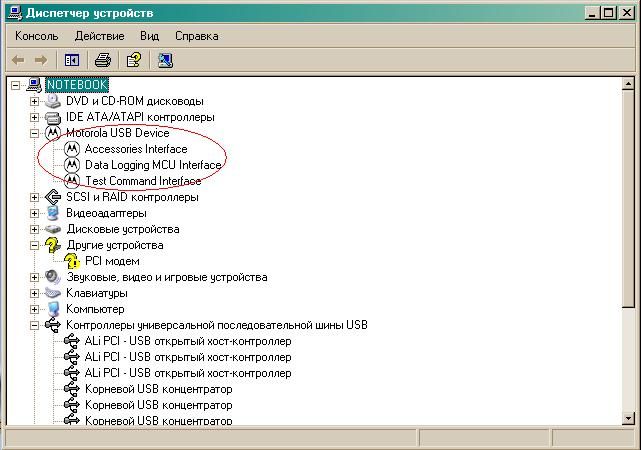 Диспетчер устройств
Консоль Действие Вид Справка
NOTEBOOK
DVD и CD-ROM дисководы
IDE ATA/ATAPI контроллеры
Motorola USB Device
Accessories Interface
Data Logging MCU Interface
Test Command Interface
SCSI и RAID контроллеры
Видеоадаптеры
Дисковые устройства
Другие устройства
PCI модем
Звуковые, видео и игровые устройства
Клавиатуры
Компьютер
Контроллеры универсальной последовательной шины USB
ALi PCI - USB открытый хост-контроллер
ALi PCI - USB открытый хост-контроллер
ALi PCI - USB открытый хост-контроллер
Корневой USB концентратор
Корневой USB концентратор
Корневой USB концентратор